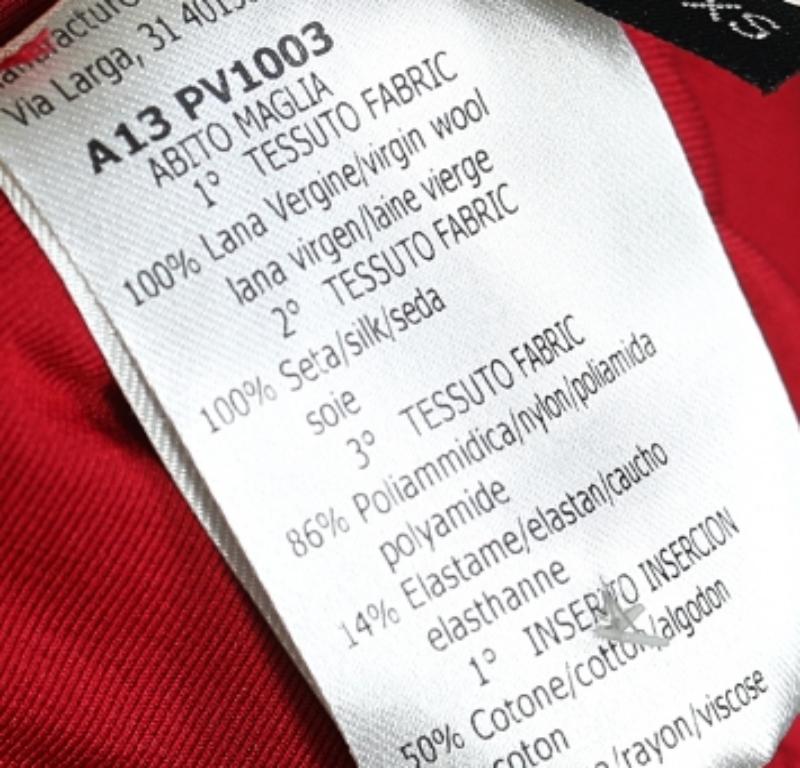 Via Larga, 31
A13 PV1003
ABITO MAGLIA
1° TESSUTO FABRIC
100% Lana Vergine/virgin wool
lana virgen/laine vierge
2° TESSUTO FABRIC
100% Seta/silk/seda
soie
3° TESSUTO FABRIC
86% Poliammidica/nylon/poliamida
polyamide
14% Elastame/elastan/caucho
elasthanne
1° INSERTO INSERCION
50% Cotone/cotton/algodon
coton
/rayon/viscose
XS